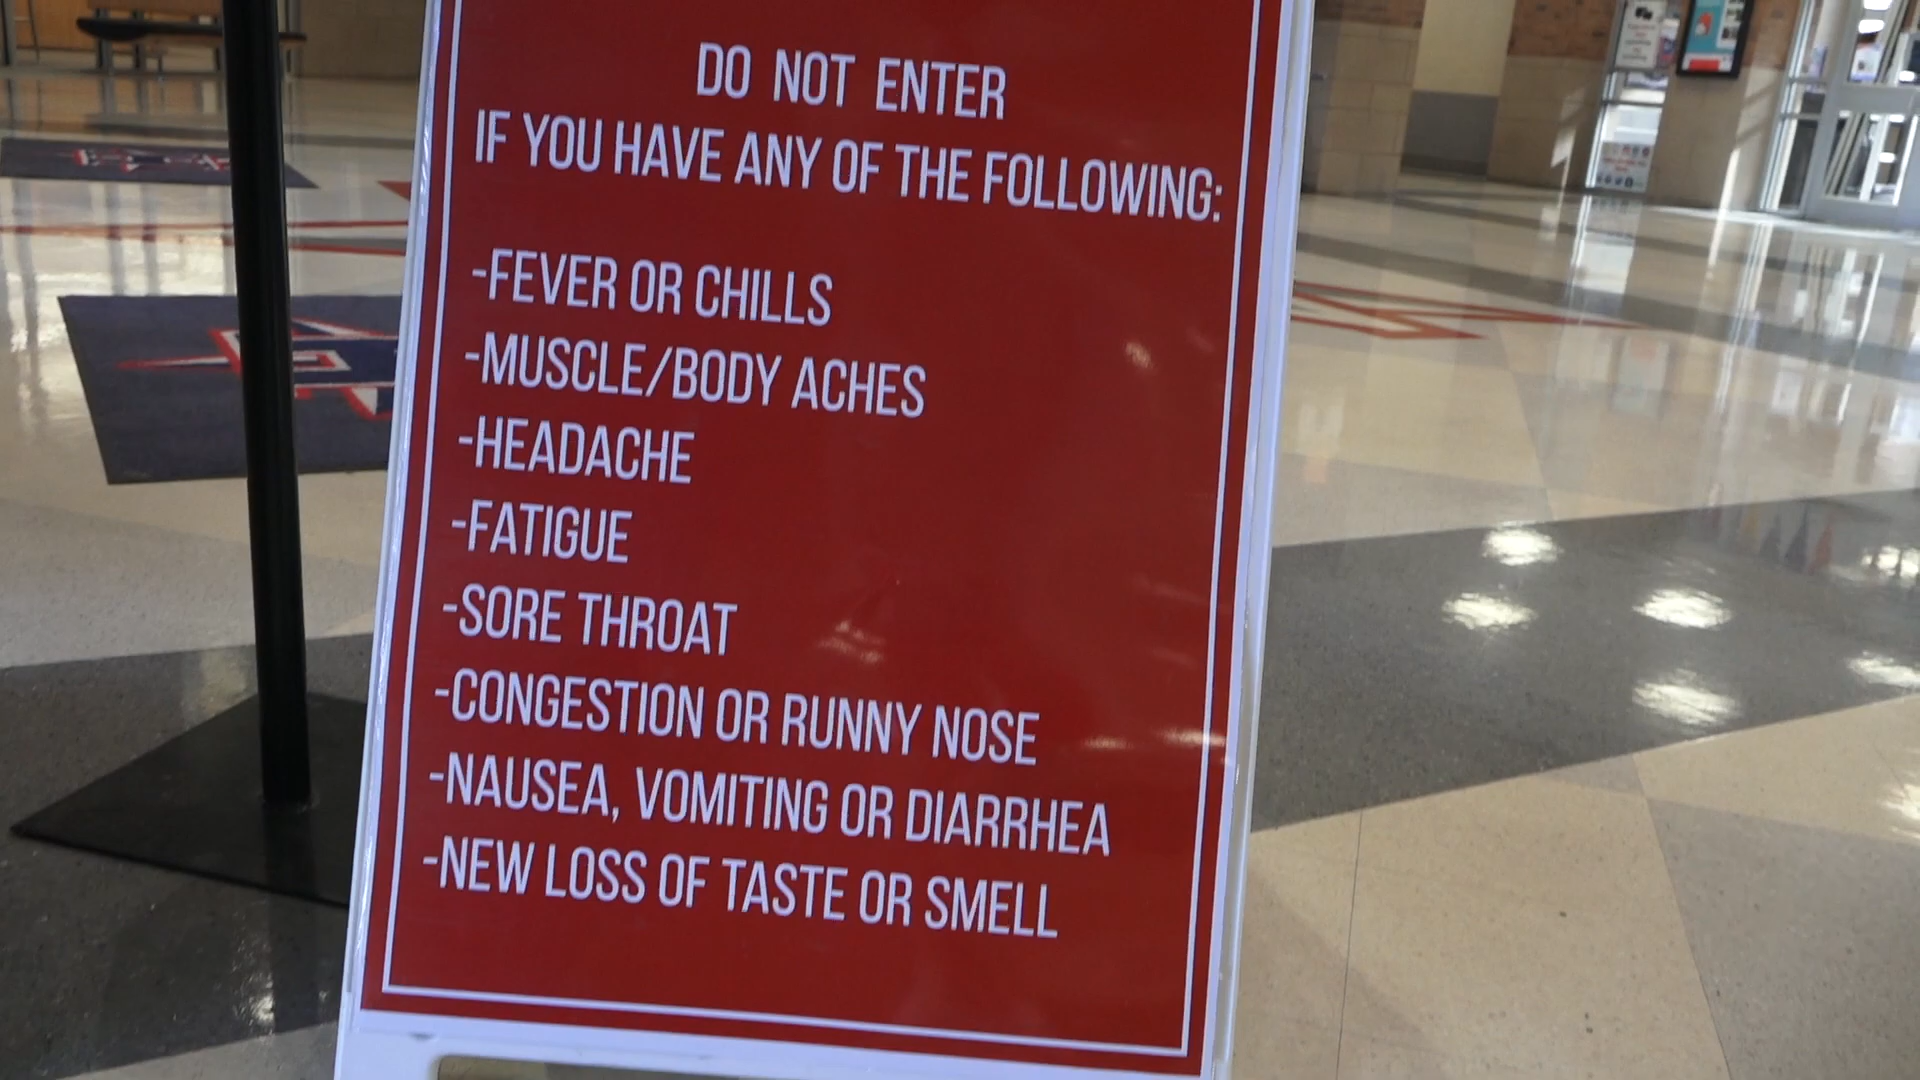 DO NOT ENTER
IF YOU HAVE ANY OF THE FOLLOWING:
-FEVER OR CHILLS
-MUSCLE/BODY ACHES
-HEADACHE
-FATIGUE
-SORE THROAT
-CONGESTION OR RUNNY NOSE
-NAUSEA, VOMITING OR DIARRHEA
-NEW LOSS OF TASTE OR SMELL